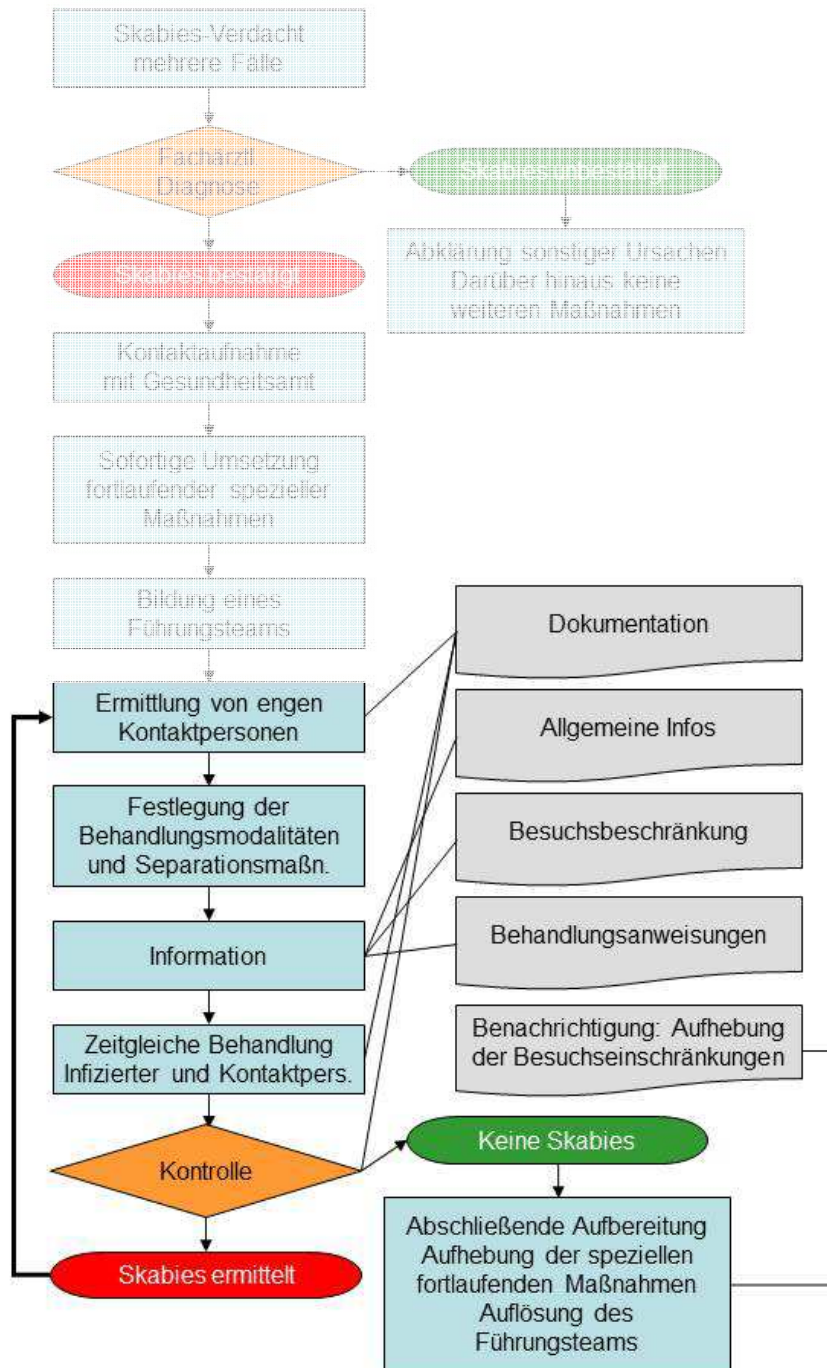 Skabies-Verdacht
mehrere Fälle
Fachärztl
Diagnose
Skabies unbestätigt
Skabies bestätigt
Abklärung sonstiger Ursachen
Darüber hinaus keine
weiteren Maßnahmen
Kontaktaufnahme
mit Gesundheitsamt
Sofortige Umsetzung
fortlaufender spezieller
Maßnahmen
Bildung eines
Führungsteams
Ermittlung von engen
Kontaktpersonen
Festlegung der
Behandlungsmodalitäten
und Separationsmaßn.
Information
Zeitgleiche Behandlung
Infizierter und Kontaktpers.
Kontrolle
Skabies ermittelt
Dokumentation
Allgemeine Infos
Besuchsbeschränkung
Behandlungsanweisungen
Benachrichtigung: Aufhebung
der Besuchseinschränkungen
Keine Skabies
Abschließende Aufbereitung
Aufhebung der speziellen
fortlaufenden Maßnahmen
Auflösung des
Führungsteams